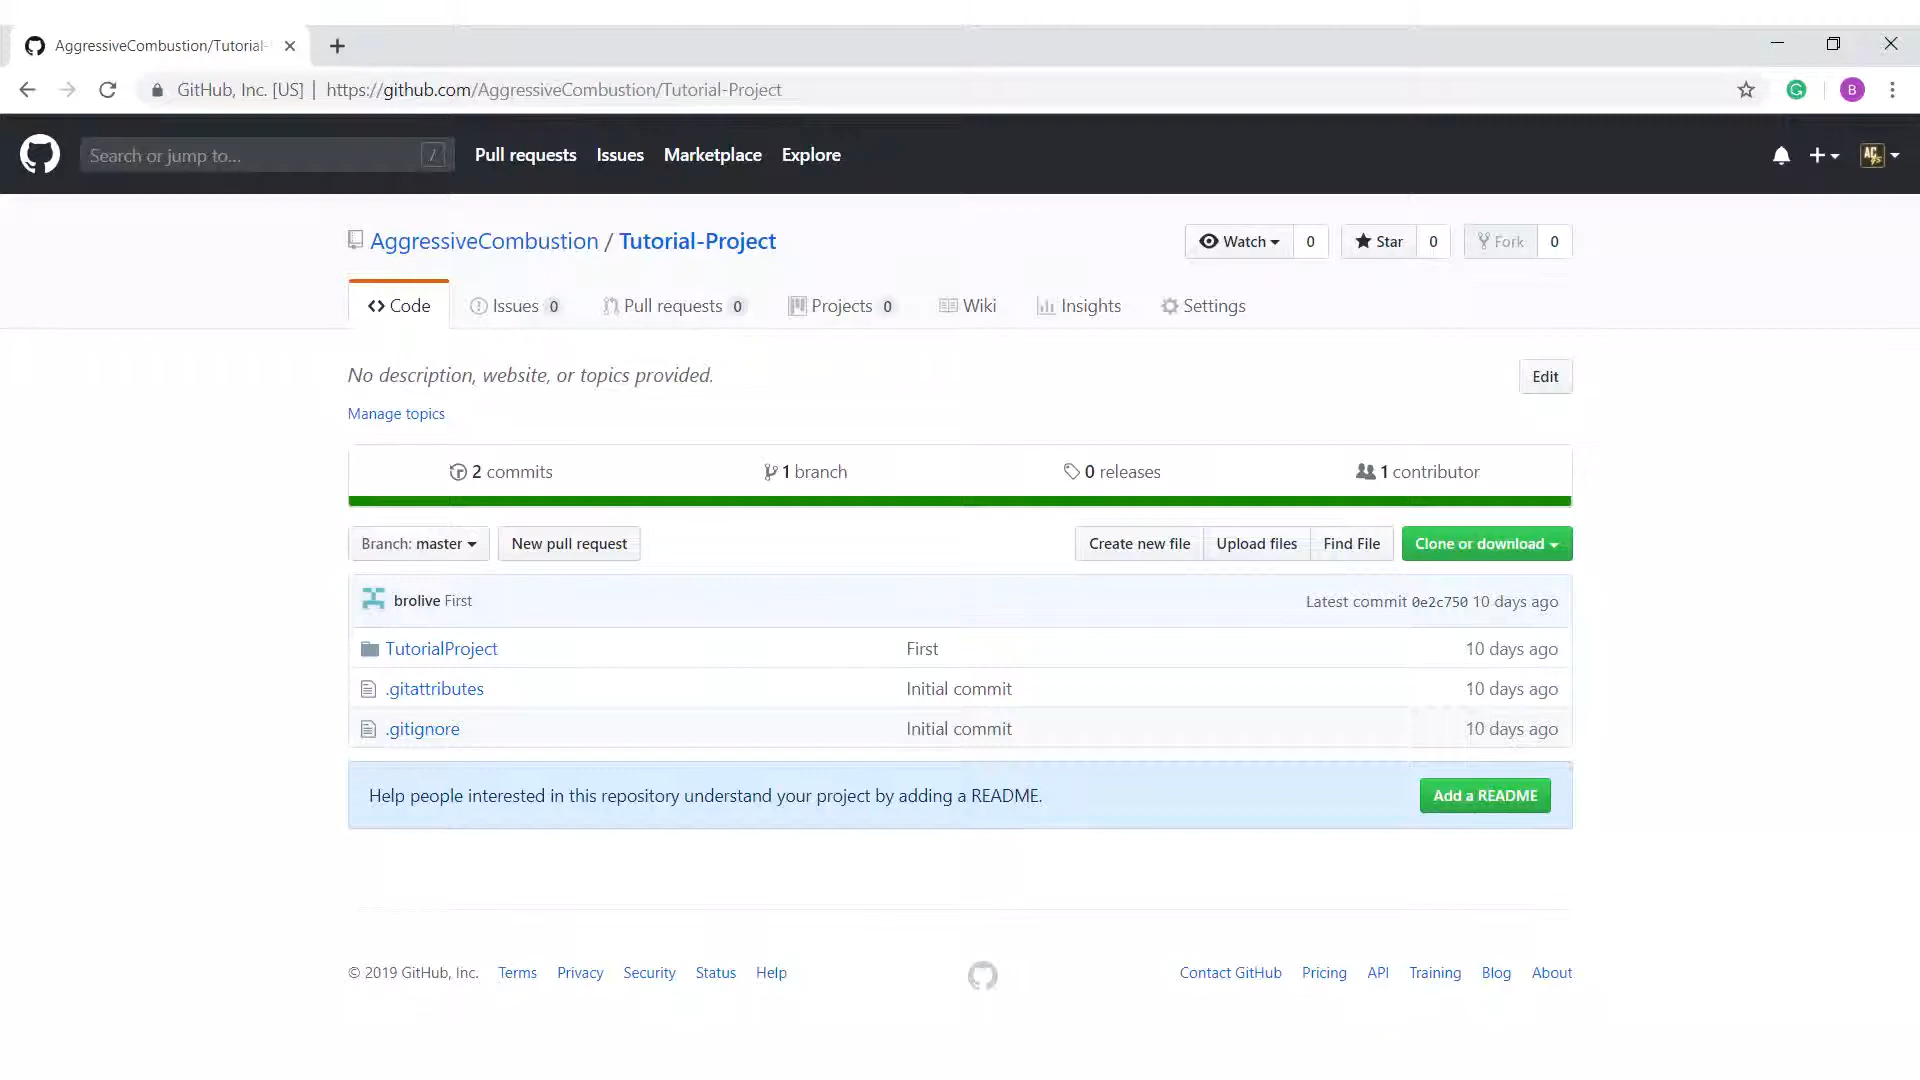 AggressiveCombustion/Tutorial-
GitHub, Inc. [US] | https://github.com/AggressiveCombustion/Tutorial-Project
B
Search or jump to... / Pull requests Issues Marketplace Explore
AggressiveCombustion / Tutorial-Project Watch 0 Star 0 Fork 0
Code Issues 0 Pull requests 0 Projects 0 Wiki Insights Settings
No description, website, or topics provided. Edit
Manage topics
2 commits 1 branch 0 releases 1 contributor
Branch: master New pull request Create new file Upload files Find File Clone or download
brolive First Latest commit 0e2c750 10 days ago
TutorialProject First 10 days ago
.gitattributes Initial commit 10 days ago
.gitignore Initial commit 10 days ago
Help people interested in this repository understand your project by adding a README. Add a README
© 2019 GitHub, Inc. Terms Privacy Security Status Help Contact GitHub Pricing API Training Blog About